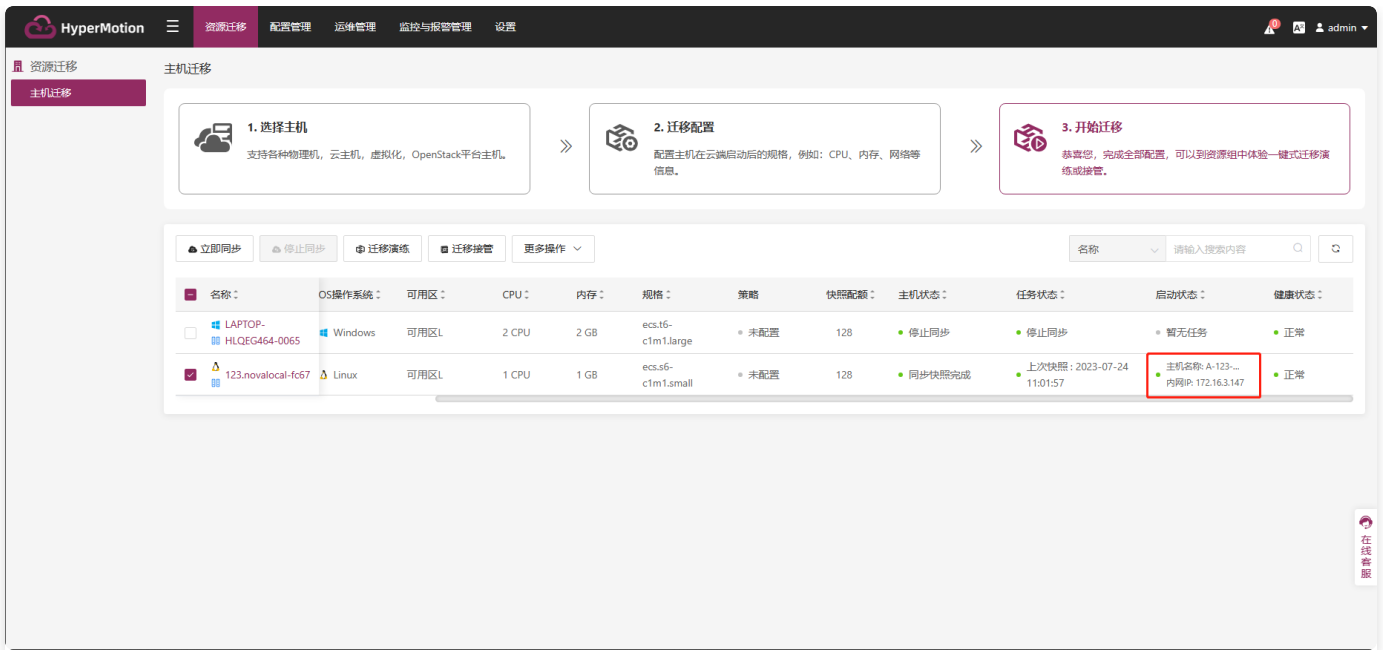 HyperMotion 资源迁移 配置管理 运维管理 监控与报警管理 设置 0 admin
资源迁移
主机迁移
主机迁移
1. 选择主机
支持各种物理机，云主机，虚拟化，OpenStack平台主机。
2. 迁移配置
配置主机在云端启动后的规格，例如：CPU、内存、网络等
信息。
3. 开始迁移
恭喜您，完成全部配置，可以到资源组中体验一键式迁移演
练或接管。
立即同步 停止同步 迁移演练 迁移接管 更多操作 名称 请输入搜索内容
名称 OS操作系统 可用区 CPU 内存 规格 策略 快照配额 主机状态 任务状态 启动状态 健康状态
LAPTOP-
HLQEG464-0065
Windows 可用区L 2 CPU 2 GB
ecs.t6-
c1m1.large
未配置 128 停止同步 停止同步 暂无任务 正常
123.novalocal-fc67 Linux 可用区L 1 CPU 1 GB
ecs.s6-
c1m1.small
未配置 128 同步快照完成
上次快照 : 2023-07-24
11:01:57
主机名称: A-123-...
内网IP: 172.16.3.147
正常
在
线
客
服